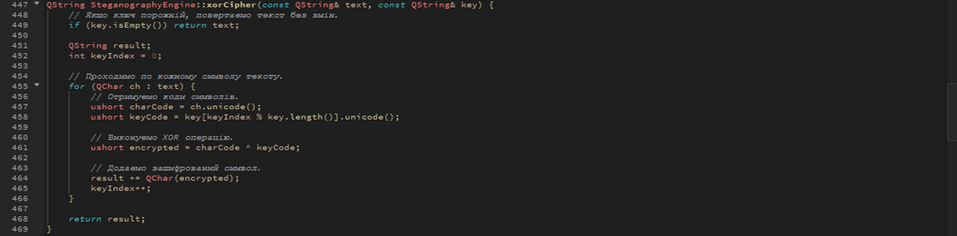 447 QString SteganographyEngine::xorCipher(const QString& text, const QString& key) {
448 // Якщо ключ порожній, повертаємо текст без змін.
449 if (key.isEmpty()) return text;
450
451 QString result;
452 int keyIndex = 0;
453
454 // Проходимо по кожному символу тексту.
455 for (QChar ch : text) {
456 // Отримуємо коди символів.
457 ushort charCode = ch.unicode();
458 ushort keyCode = key[keyIndex % key.length()].unicode();
459
460 // Виконуємо XOR операцію.
461 ushort encrypted = charCode ^ keyCode;
462
463 // Додаємо зашифрований символ.
464 result += QChar(encrypted);
465 keyIndex++;
466 }
467
468 return result;
469 }